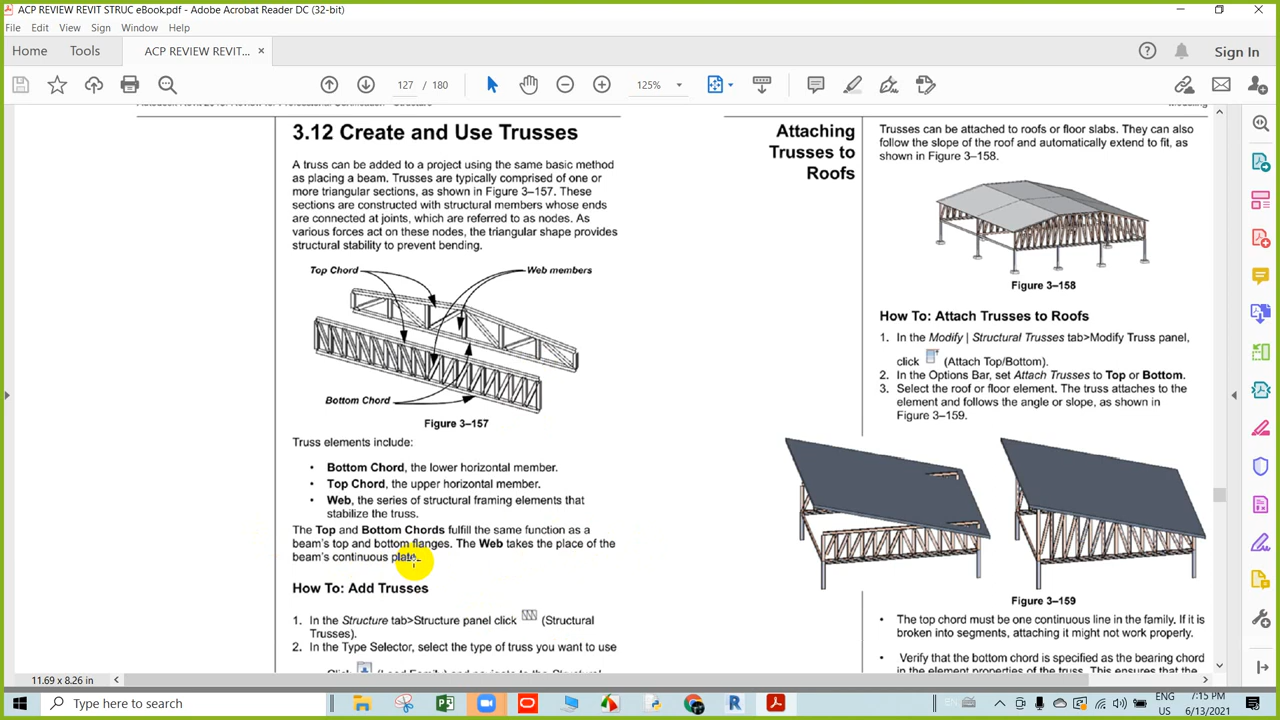 ACP REVIEW REVIT STRUC eBook.pdf - Adobe Acrobat Reader DC (32-bit)
File Edit View Sign Window Help
Home Tools ACP REVIEW REVIT... × Sign In
127 / 180 125%
3.12 Create and Use Trusses
A truss can be added to a project using the same basic method
as placing a beam. Trusses are typically comprised of one or
more triangular sections, as shown in Figure 3–157. These
sections are constructed with structural members whose ends
are connected at joints, which are referred to as nodes. As
various forces act on these nodes, the triangular shape provides
structural stability to prevent bending.
Top Chord
Web members
Bottom Chord
Figure 3–157
Truss elements include:
• Bottom Chord, the lower horizontal member.
• Top Chord, the upper horizontal member.
• Web, the series of structural framing elements that
stabilize the truss.
The Top and Bottom Chords fulfill the same function as a
beam's top and bottom flanges. The Web takes the place of the
beam's continuous plate.
How To: Add Trusses
1. In the Structure tab>Structure panel click (Structural
Trusses).
2. In the Type Selector, select the type of truss you want to use
Attaching
Trusses to
Roofs
Trusses can be attached to roofs or floor slabs. They can also
follow the slope of the roof and automatically extend to fit, as
shown in Figure 3–158.
Figure 3–158
How To: Attach Trusses to Roofs
1. In the Modify | Structural Trusses tab>Modify Truss panel,
click (Attach Top/Bottom).
2. In the Options Bar, set Attach Trusses to Top or Bottom.
3. Select the roof or floor element. The truss attaches to the
element and follows the angle or slope, as shown in
Figure 3–159.
Figure 3–159
• The top chord must be one continuous line in the family. If it is
broken into segments, attaching it might not work properly.
• Verify that the bottom chord is specified as the bearing chord
in the element properties of the truss. This ensures that the
11.69 x 8.26 in
Type here to search
ENG
US
7:15 PM
6/13/2021